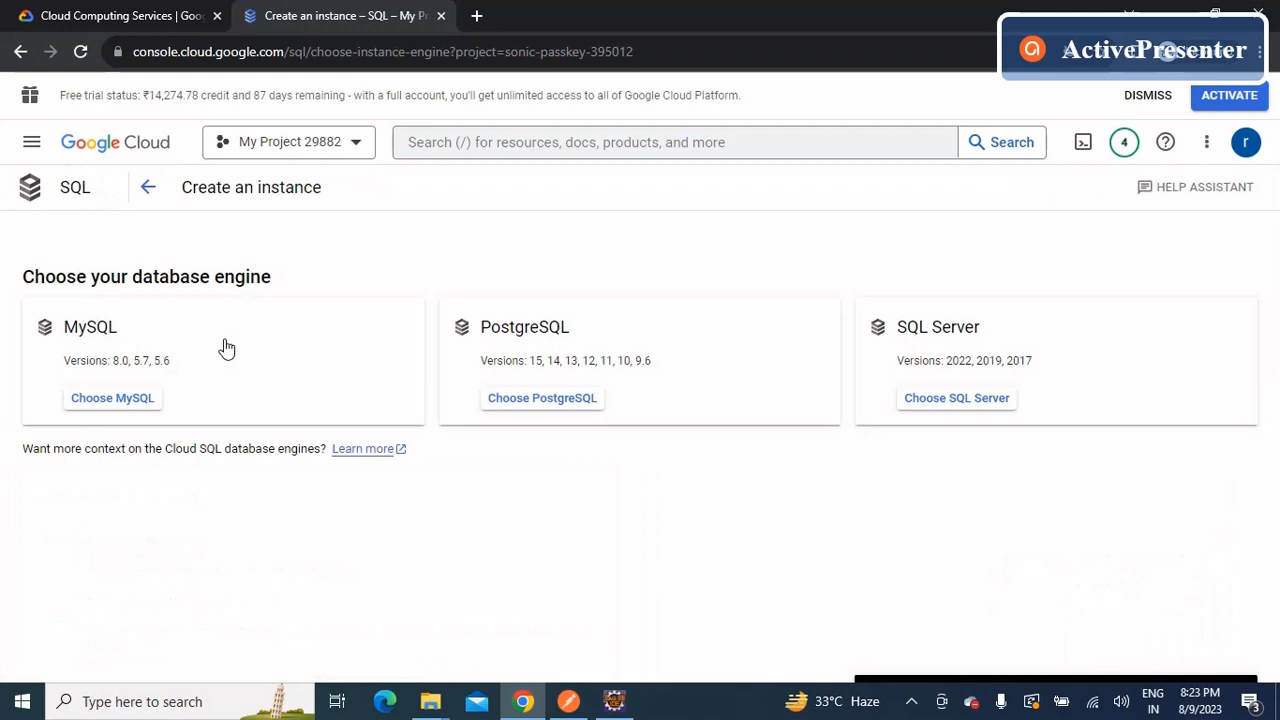 Cloud Computing Services | Goo
Create an instance – SQL – My Pr
console.cloud.google.com/sql/choose-instance-engine?project=sonic-passkey-395012
ActivePresenter
Free trial status: ₹14,274.78 credit and 87 days remaining - with a full account, you'll get unlimited access to all of Google Cloud Platform.
DISMISS
ACTIVATE
Google Cloud
My Project 29882
Search (/) for resources, docs, products, and more
Search
4
r
SQL
Create an instance
HELP ASSISTANT
Choose your database engine
MySQL
Versions: 8.0, 5.7, 5.6
Choose MySQL
PostgreSQL
Versions: 15, 14, 13, 12, 11, 10, 9.6
Choose PostgreSQL
SQL Server
Versions: 2022, 2019, 2017
Choose SQL Server
Want more context on the Cloud SQL database engines? Learn more
Type here to search
33°C Haze
ENG
IN
8:23 PM
8/9/2023
3